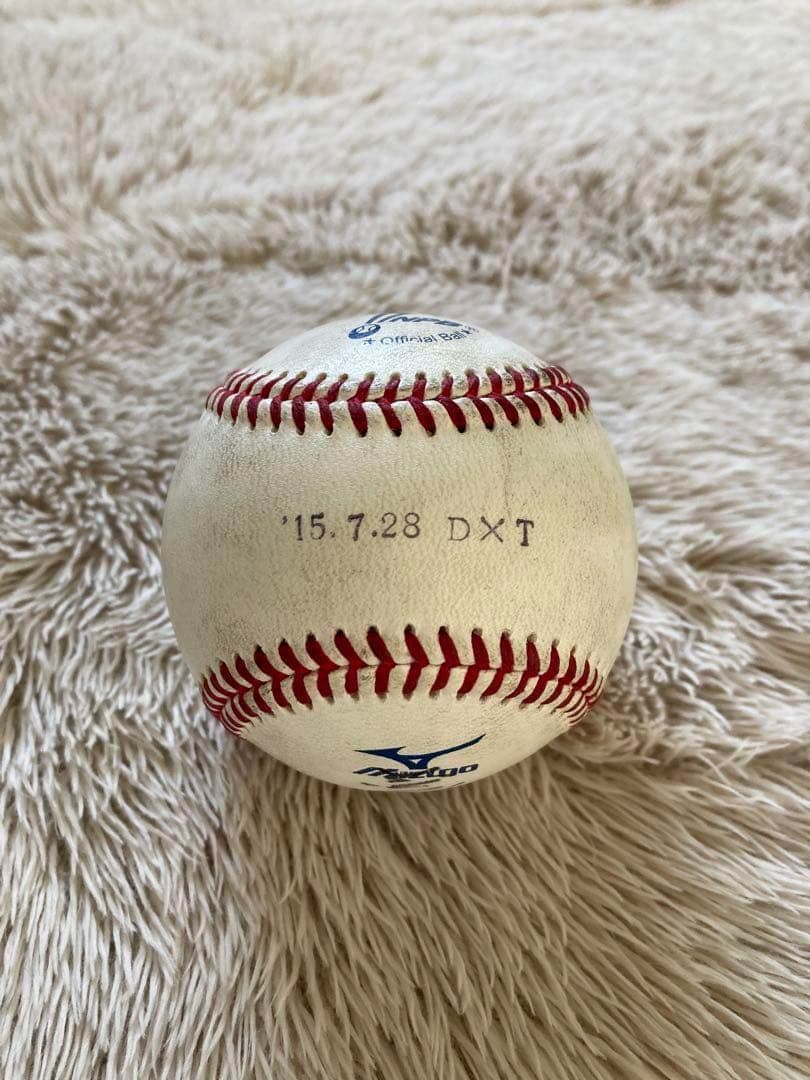 NPB
★ Official Ball ★
'15.7.28 D×T
mizuno